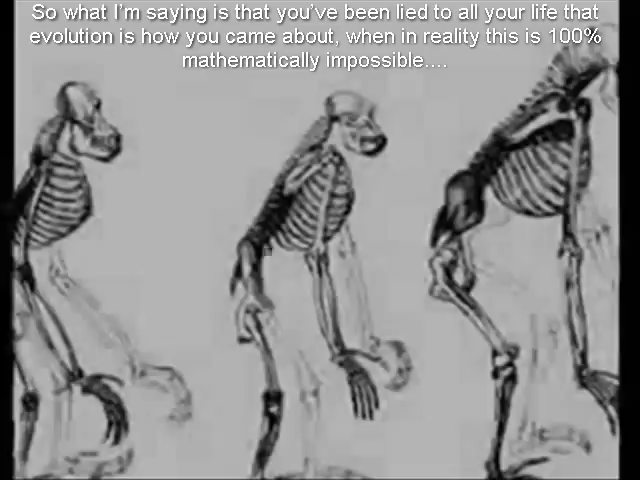 So what I'm saying is that you've been lied to all your life that
evolution is how you came about, when in reality this is 100%
mathematically impossible....